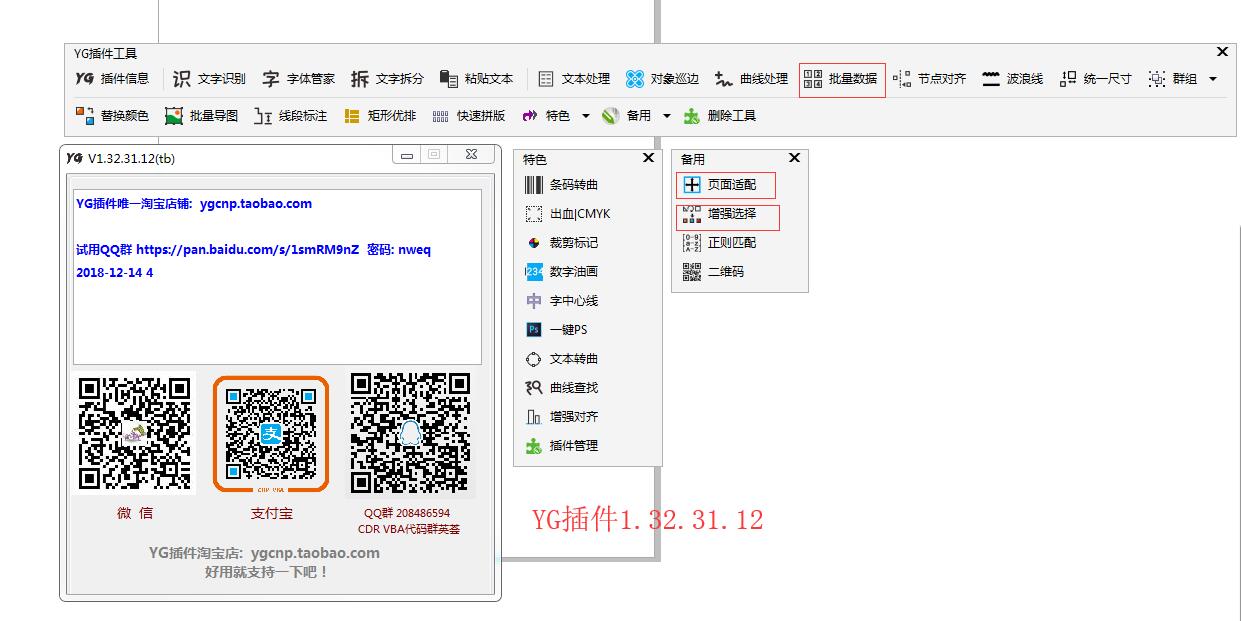 YG插件工具
YG 插件信息 识 文字识别 字 字体管家 拆 文字拆分 粘贴文本 文本处理 对象巡边 曲线处理 1 2 3 4 批量数据 节点对齐 波浪线 统一尺寸 群组
替换颜色 批量导图 线段标注 矩形优排 快速拼版 特色 备用 删除工具
YG V1.32.31.12(tb)
YG插件唯一淘宝店铺: ygcnp.taobao.com
试用QQ群 https://pan.baidu.com/s/1smRM9nZ 密码: nweq
2018-12-14 4
支
微 信
支付宝
QQ群 208486594
CDR VBA代码群英荟
YG插件淘宝店: ygcnp.taobao.com
好用就支持一下吧！
特色
条码转曲
出血|CMYK
裁剪标记
234 数字油画
中 字中心线
Ps 一键PS
文本转曲
曲线查找
增强对齐
插件管理
备用
页面适配
增强选择
0-9 a-z A-Z 正则匹配
二维码
YG插件1.32.31.12